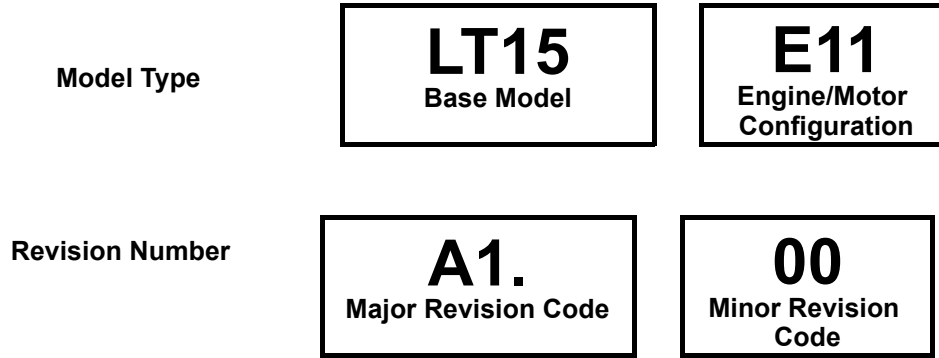 Model Type
LT15
Base Model
E11
Engine/Motor
Configuration
Revision Number
A1.
Major Revision Code
00
Minor Revision
Code